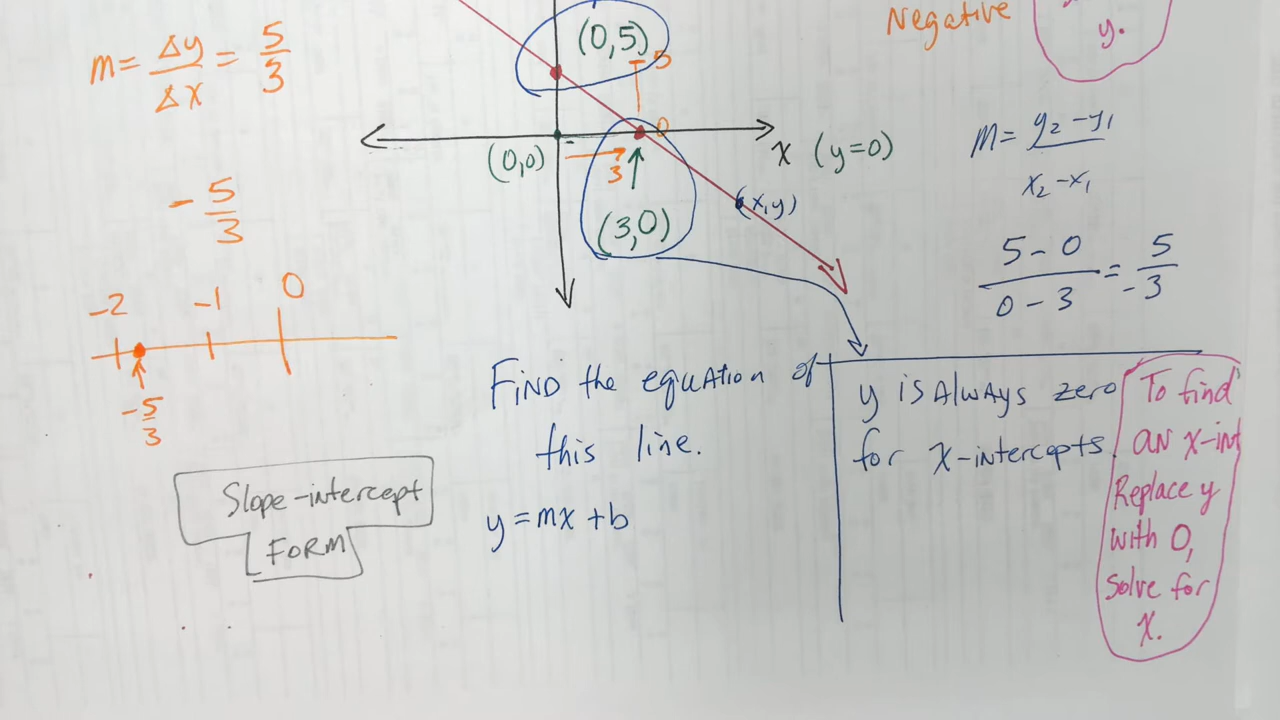 m = Δy/Δx = 5/3
- 5/3
-2 -1 0
-5/3
Slope-intercept
FORM
(0,5)
5
0
(0,0)
3
(3,0)
x (y=0)
(x,y)
Negative
y.
m = y₂ - y₁ / x₂ - x₁
5 - 0 / 0 - 3 = 5 / -3
FIND the equation of
this line.
y = mx + b
y is Always zero
for x-intercepts.
To find
an x-int
Replace y
with 0,
solve for
x.